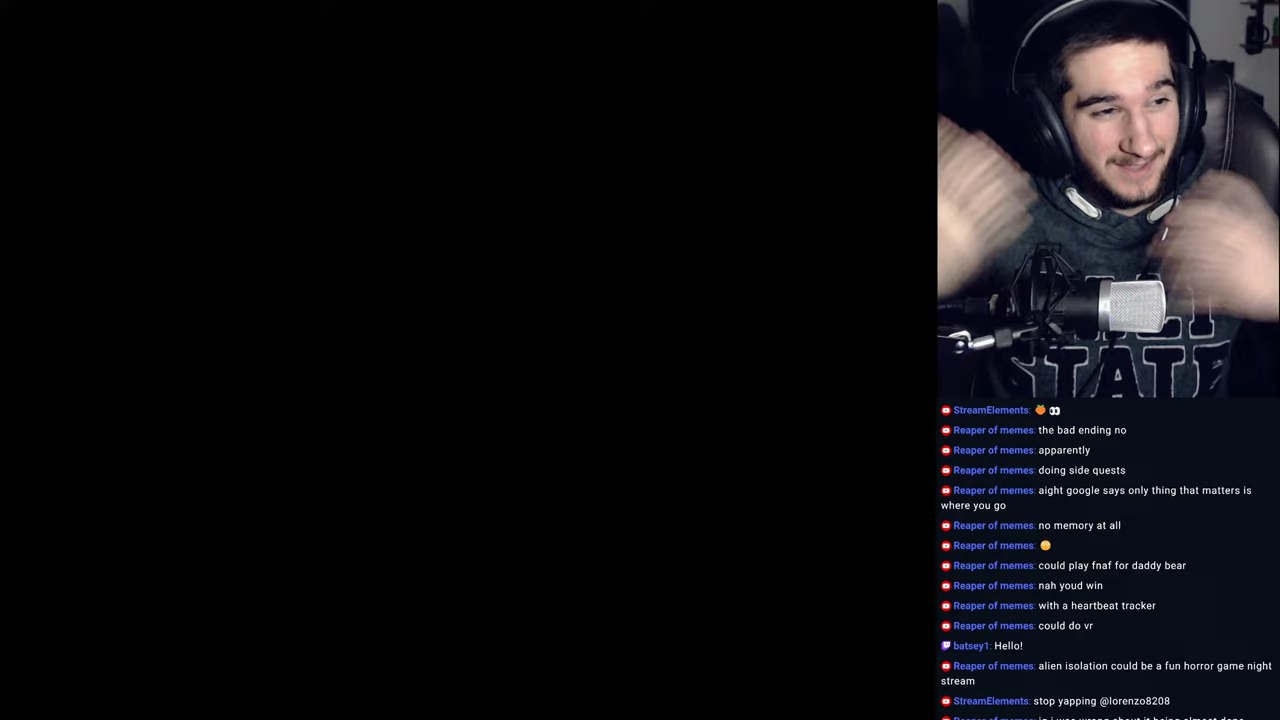 StreamElements: 🍊 👀
Reaper of memes: the bad ending no
Reaper of memes: apparently
Reaper of memes: doing side quests
Reaper of memes: aight google says only thing that matters is
where you go
Reaper of memes: no memory at all
Reaper of memes:
Reaper of memes: could play fnaf for daddy bear
Reaper of memes: nah youd win
Reaper of memes: with a heartbeat tracker
Reaper of memes: could do vr
batsey1: Hello!
Reaper of memes: alien isolation could be a fun horror game night
stream
StreamElements: stop yapping @lorenzo8208